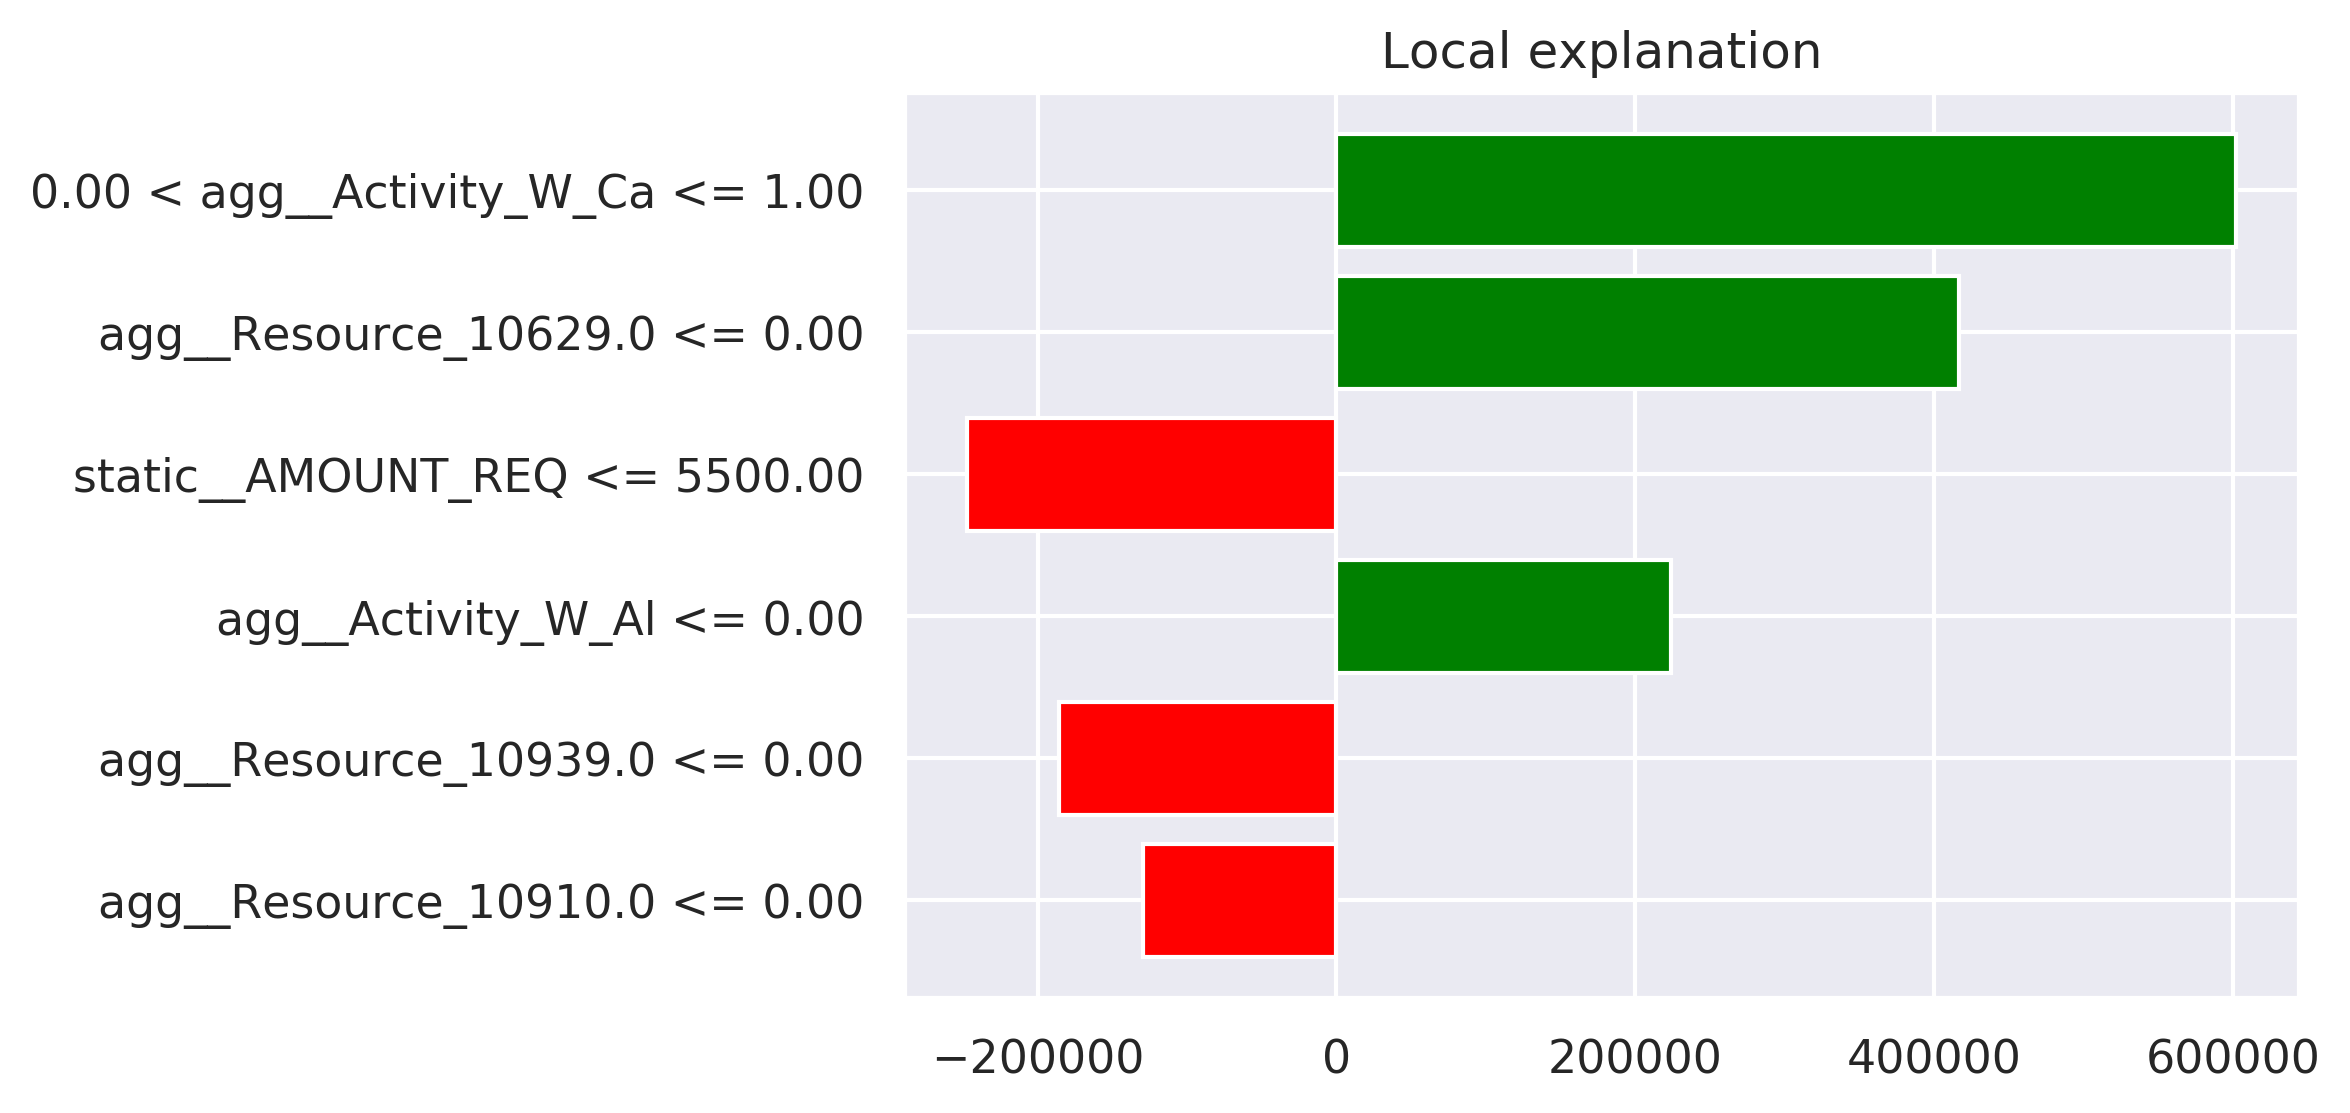 Local explanation
0.00 < agg__Activity_W_Ca <= 1.00
agg__Resource_10629.0 <= 0.00
static__AMOUNT_REQ <= 5500.00
agg__Activity_W_Al <= 0.00
agg__Resource_10939.0 <= 0.00
agg__Resource_10910.0 <= 0.00
−200000 0 200000 400000 600000